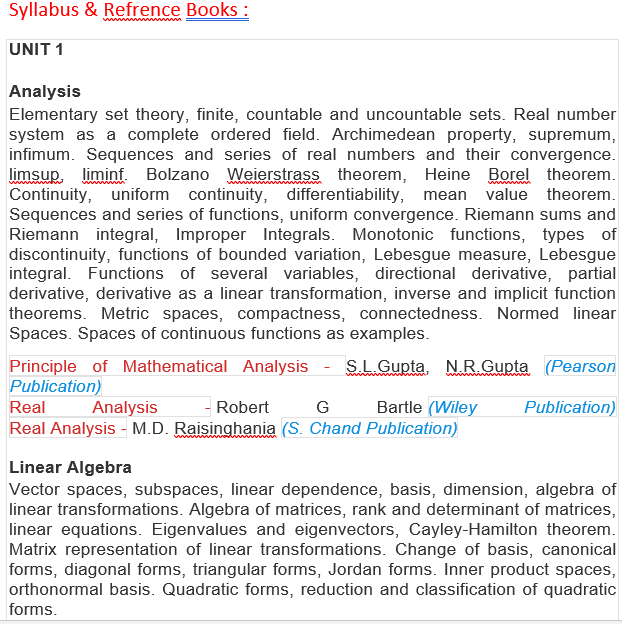 Syllabus & Refrence Books :
UNIT 1
Analysis
Elementary set theory, finite, countable and uncountable sets. Real number
system as a complete ordered field. Archimedean property, supremum,
infimum. Sequences and series of real numbers and their convergence.
limsup, liminf. Bolzano Weierstrass theorem, Heine Borel theorem.
Continuity, uniform continuity, differentiability, mean value theorem.
Sequences and series of functions, uniform convergence. Riemann sums and
Riemann integral, Improper Integrals. Monotonic functions, types of
discontinuity, functions of bounded variation, Lebesgue measure, Lebesgue
integral. Functions of several variables, directional derivative, partial
derivative, derivative as a linear transformation, inverse and implicit function
theorems. Metric spaces, compactness, connectedness. Normed linear
Spaces. Spaces of continuous functions as examples.
Principle of Mathematical Analysis - S.L.Gupta, N.R.Gupta (Pearson
Publication)
Real Analysis - Robert G Bartle (Wiley Publication)
Real Analysis - M.D. Raisinghania (S. Chand Publication)
Linear Algebra
Vector spaces, subspaces, linear dependence, basis, dimension, algebra of
linear transformations. Algebra of matrices, rank and determinant of matrices,
linear equations. Eigenvalues and eigenvectors, Cayley-Hamilton theorem.
Matrix representation of linear transformations. Change of basis, canonical
forms, diagonal forms, triangular forms, Jordan forms. Inner product spaces,
orthonormal basis. Quadratic forms, reduction and classification of quadratic
forms.